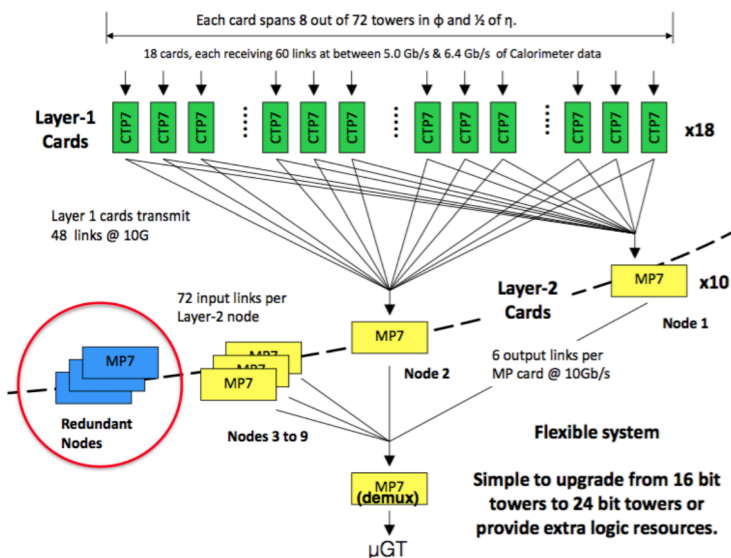 Each card spans 8 out of 72 towers in ϕ and ½ of η.
18 cards, each receiving 60 links at between 5.0 Gb/s & 6.4 Gb/s of Calorimeter data
Layer-1
Cards
CTP7
CTP7
CTP7
CTP7
CTP7
CTP7
CTP7
CTP7
CTP7
CTP7
CTP7
x18
Layer 1 cards transmit
48 links @ 10G
72 input links per
Layer-2 node
Layer-2
Cards
MP7
x10
Node 1
MP7
Node 2
MP7
MP7
MP7
Nodes 3 to 9
MP7
Redundant
Nodes
6 output links per
MP card @ 10Gb/s
MP7
(demux)
μGT
Flexible system
Simple to upgrade from 16 bit
towers to 24 bit towers or
provide extra logic resources.